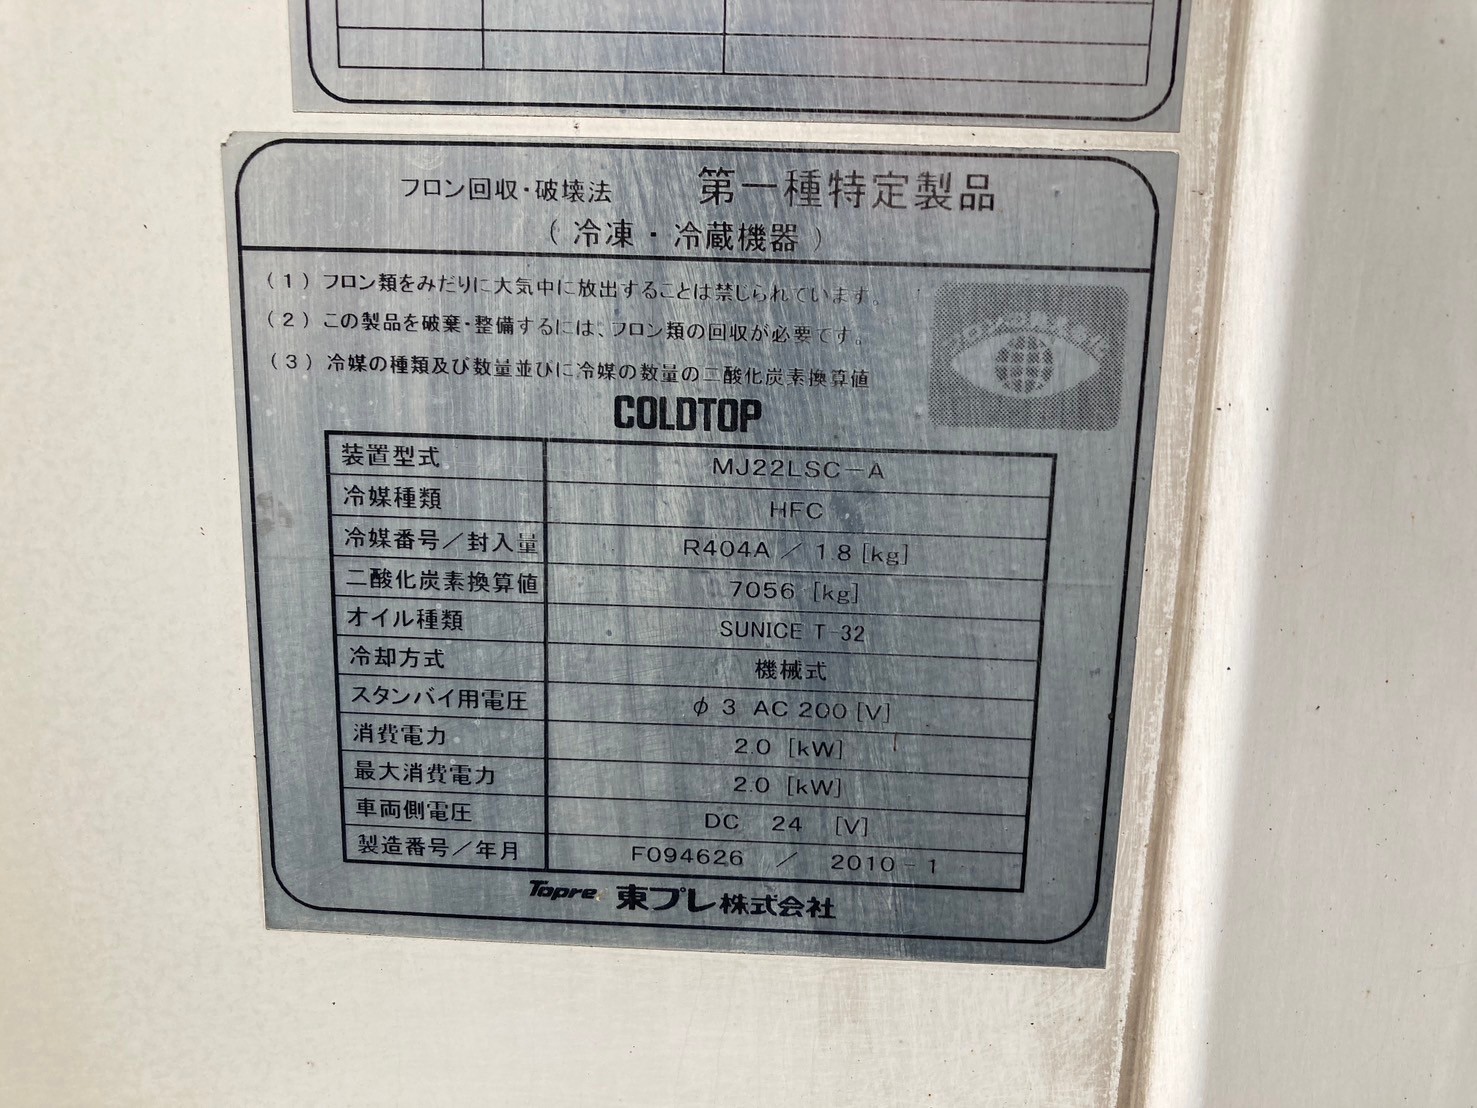 フロン回収・破壊法 第一種特定製品
(冷凍・冷蔵機器)
(1)フロン類をみだりに大気中に放出することは禁じられています。
(2)この製品を破棄・整備するには、フロン類の回収が必要です。
(3)冷媒の種類及び数量並びに冷媒の数量の二酸化炭素換算値
COLDTOP
装置型式 MJ22LSC-A
冷媒種類 HFC
冷媒番号/封入量 R404A / 1.8 [kg]
二酸化炭素換算値 7056 [kg]
オイル種類 SUNICE T-32
冷却方式 機械式
スタンバイ用電圧 φ3 AC 200 [V]
消費電力 2.0 [kW]
最大消費電力 2.0 [kW]
車両側電圧 DC 24 [V]
製造番号/年月 F094626 / 2010-1
Topre 東プレ株式会社